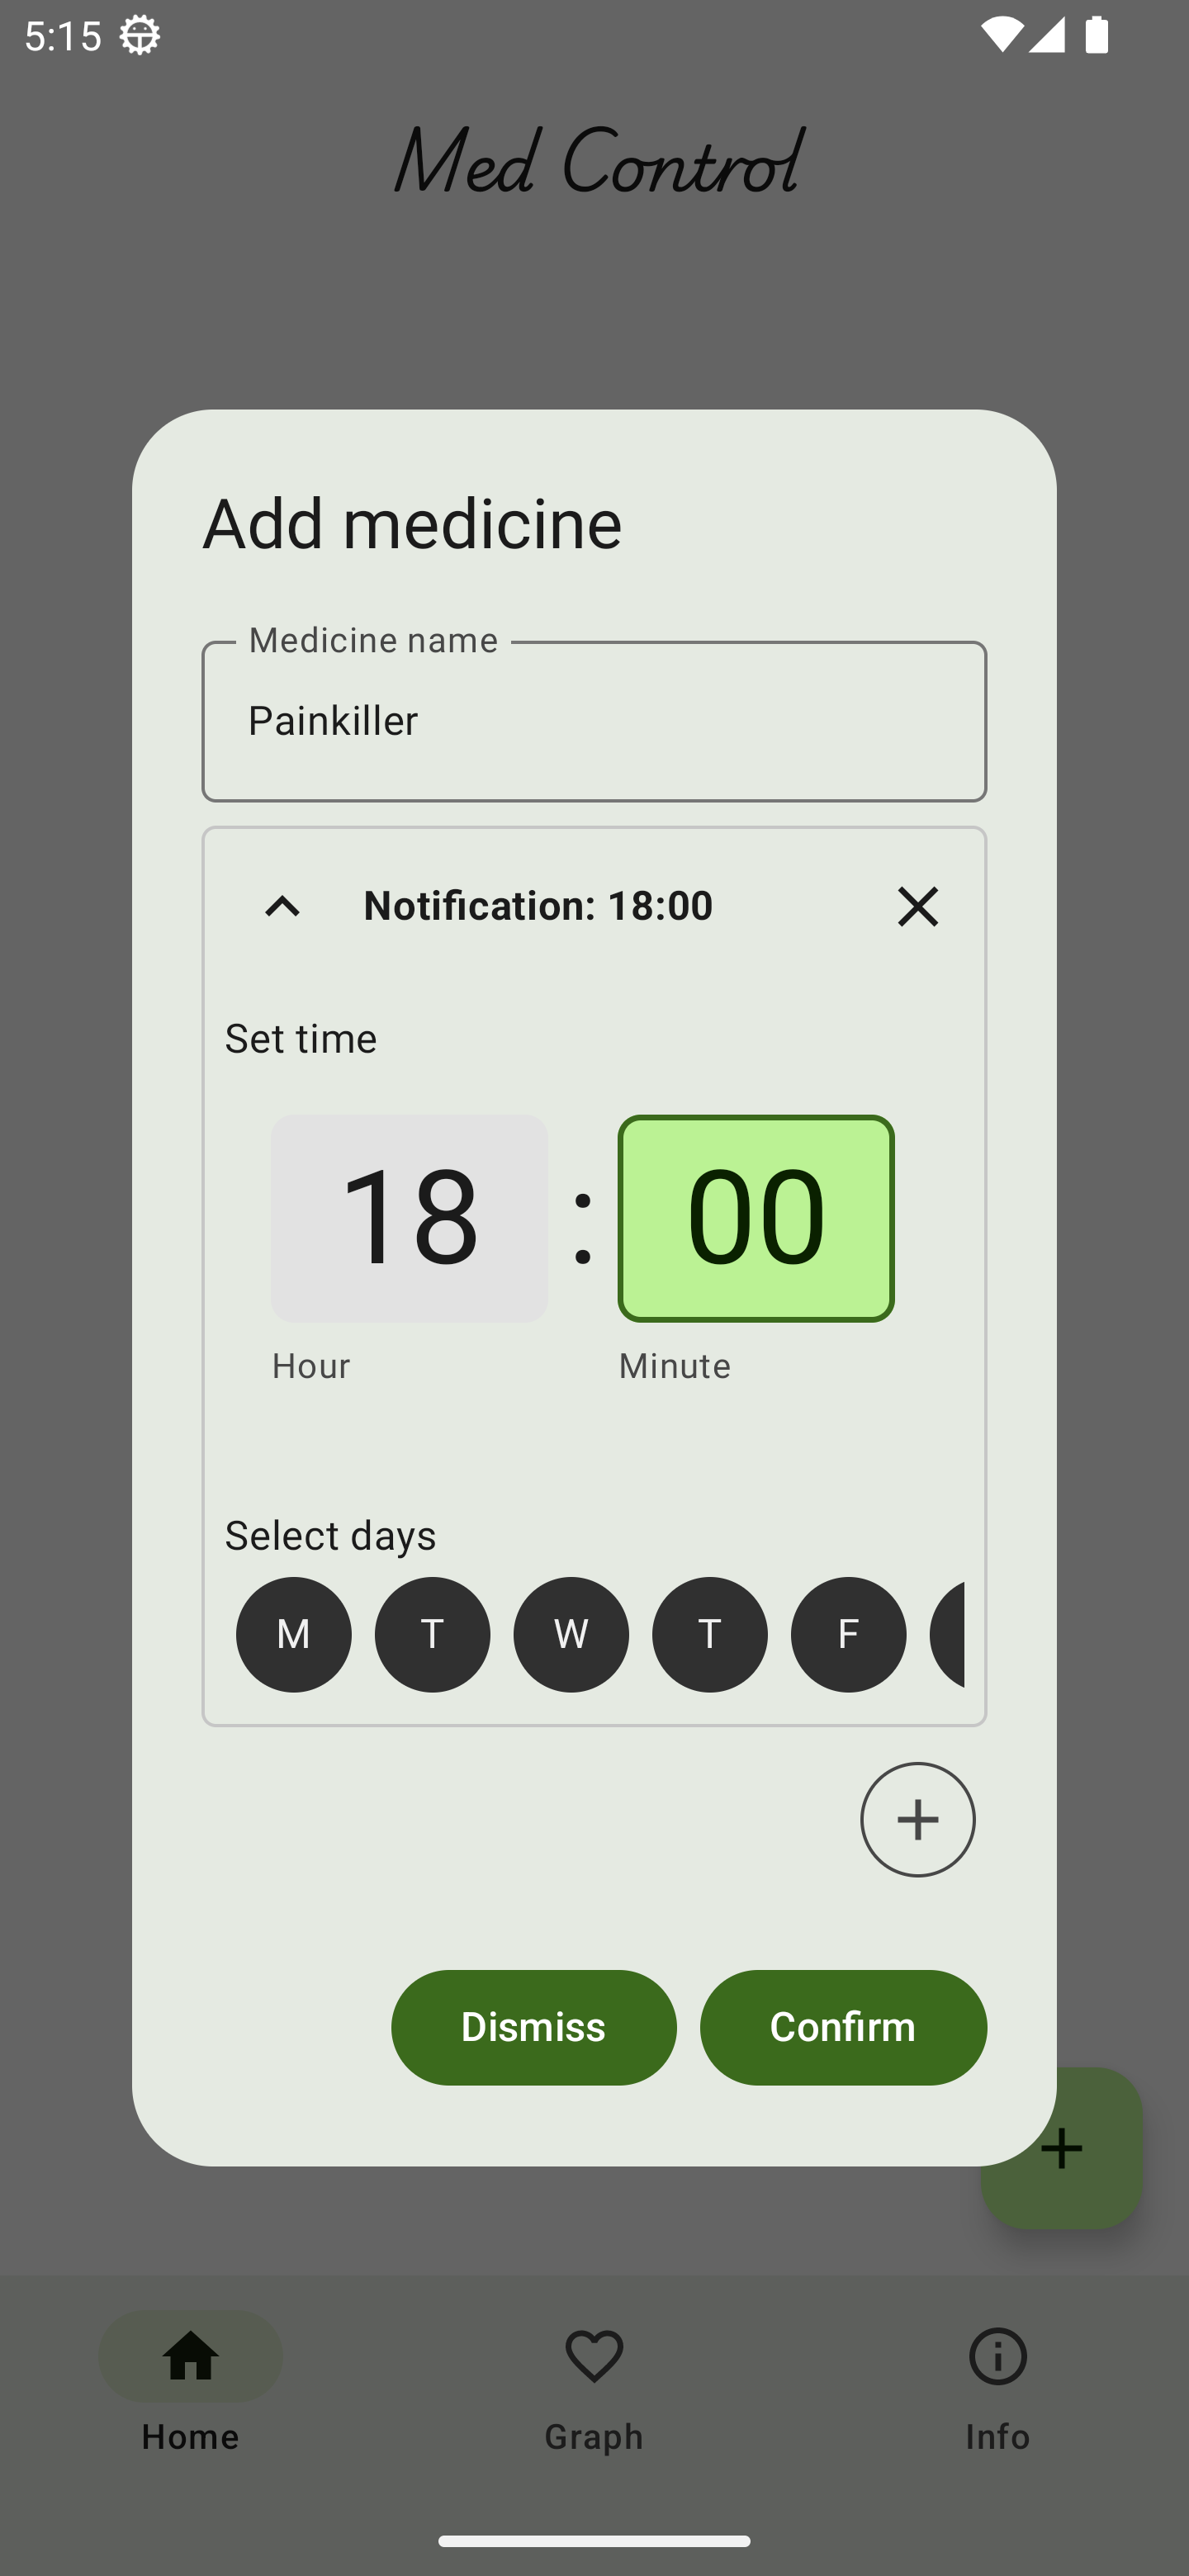 5:15
Med Control
Add medicine
Medicine name
Painkiller
Notification: 18:00
Set time
18 : 00
Hour Minute
Select days
M T W T F
Dismiss Confirm
Home Graph Info